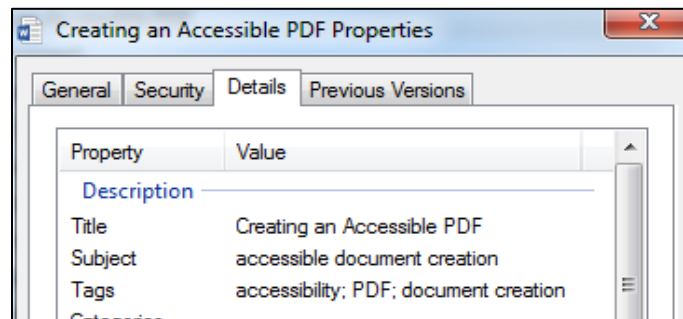 Creating an Accessible PDF Properties
General Security Details Previous Versions
Property Value
Description
Title Creating an Accessible PDF
Subject accessible document creation
Tags accessibility; PDF; document creation